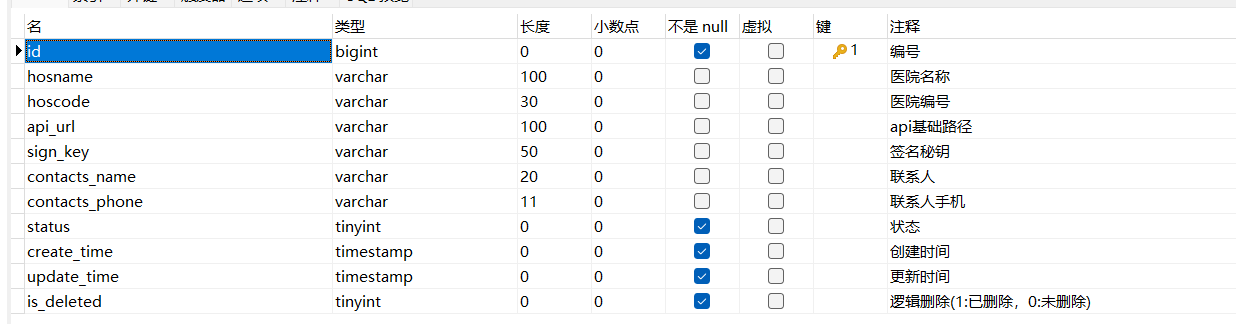 名 类型 长度 小数点 不是 null 虚拟 键 注释
id bigint 0 0 1 编号
hosname varchar 100 0 医院名称
hoscode varchar 30 0 医院编号
api_url varchar 100 0 api基础路径
sign_key varchar 50 0 签名秘钥
contacts_name varchar 20 0 联系人
contacts_phone varchar 11 0 联系人手机
status tinyint 0 0 状态
create_time timestamp 0 0 创建时间
update_time timestamp 0 0 更新时间
is_deleted tinyint 0 0 逻辑删除(1:已删除，0:未删除)